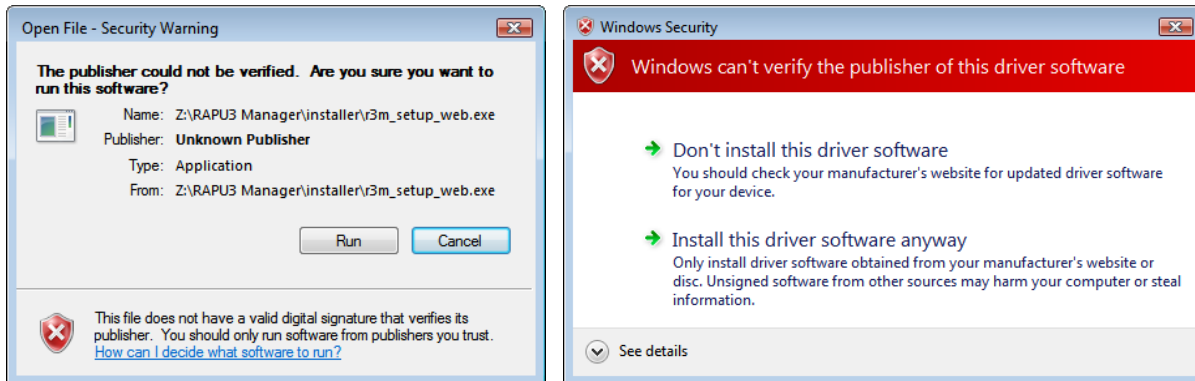 Open File - Security Warning
The publisher could not be verified. Are you sure you want to
run this software?
Name: Z:\RAPU3 Manager\installer\r3m_setup_web.exe
Publisher: Unknown Publisher
Type: Application
From: Z:\RAPU3 Manager\installer\r3m_setup_web.exe
Run Cancel
This file does not have a valid digital signature that verifies its
publisher. You should only run software from publishers you trust.
How can I decide what software to run?
Windows Security
Windows can't verify the publisher of this driver software
Don't install this driver software
You should check your manufacturer's website for updated driver software
for your device.
Install this driver software anyway
Only install driver software obtained from your manufacturer's website or
disc. Unsigned software from other sources may harm your computer or steal
information.
See details